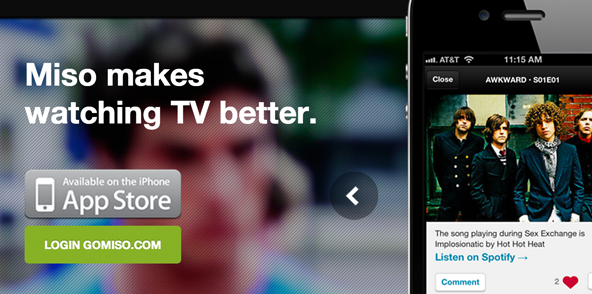 Miso makes
watching TV better.
Available on the iPhone
App Store
LOGIN GOMISO.COM
AT&T
11:15 AM
Close
AWKWARD • S01E01
The song playing during Sex Exchange is
Implosionatic by Hot Hot Heat
Listen on Spotify →
Comment
2